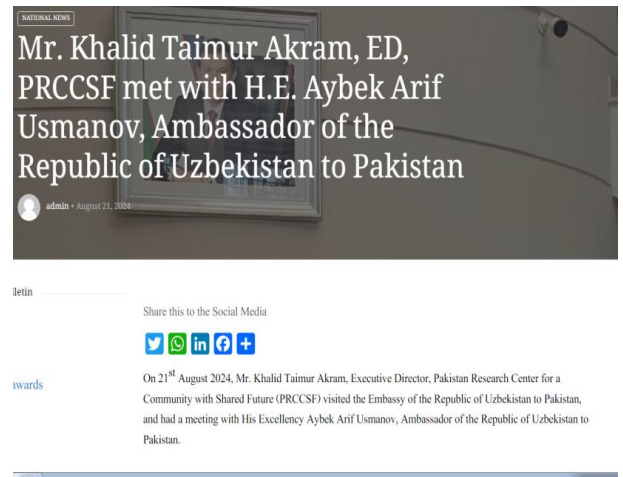 NATIONAL NEWS
Mr. Khalid Taimur Akram, ED,
PRCCSF met with H.E. Aybek Arif
Usmanov, Ambassador of the
Republic of Uzbekistan to Pakistan
admin • August 21, 2024
lletin
Share this to the Social Media
in
awards
On 21st August 2024, Mr. Khalid Taimur Akram, Executive Director, Pakistan Research Center for a
Community with Shared Future (PRCCSF) visited the Embassy of the Republic of Uzbekistan to Pakistan,
and had a meeting with His Excellency Aybek Arif Usmanov, Ambassador of the Republic of Uzbekistan to
Pakistan.